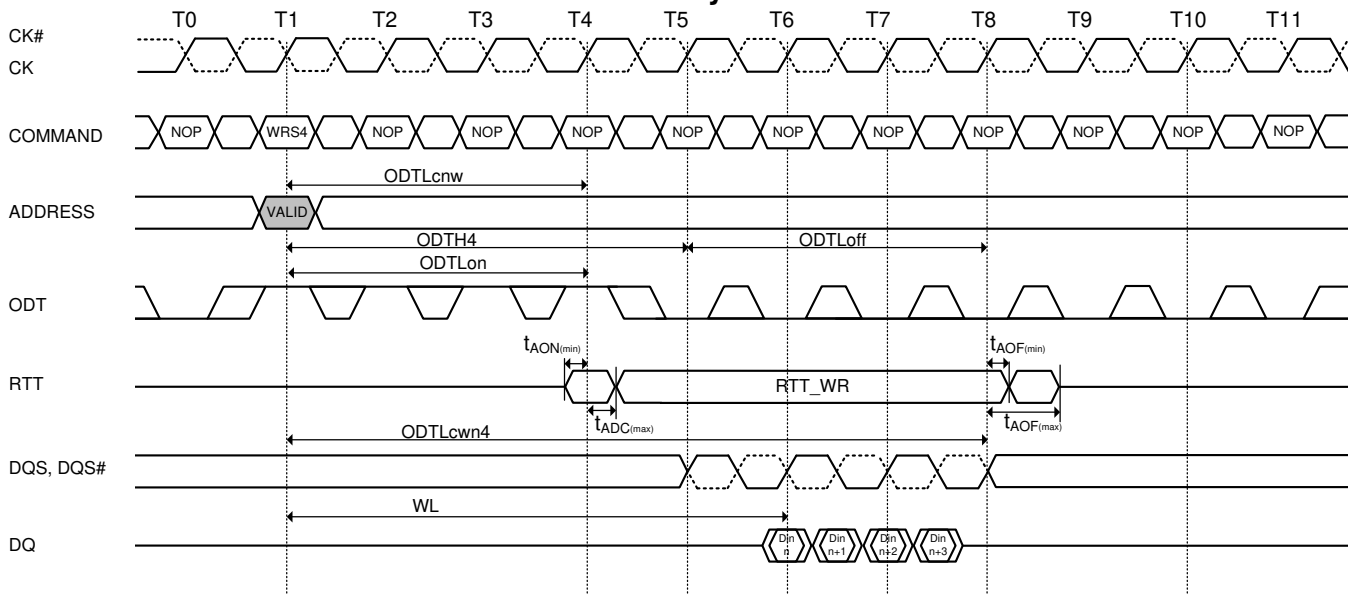 T0 T1 T2 T3 T4 T5 T6 T7 T8 T9 T10 T11
CK#
CK
COMMAND NOP WRS4 NOP NOP NOP NOP NOP NOP NOP NOP NOP NOP
ODTLcnw
ADDRESS VALID
ODTH4 ODTLoff
ODTLon
ODT
tAON(min) tAOF(min)
RTT RTT_WR
tADC(max) tAOF(max)
ODTLcwn4
DQS, DQS#
WL
DQ Din n Din n+1 Din n+2 Din n+3